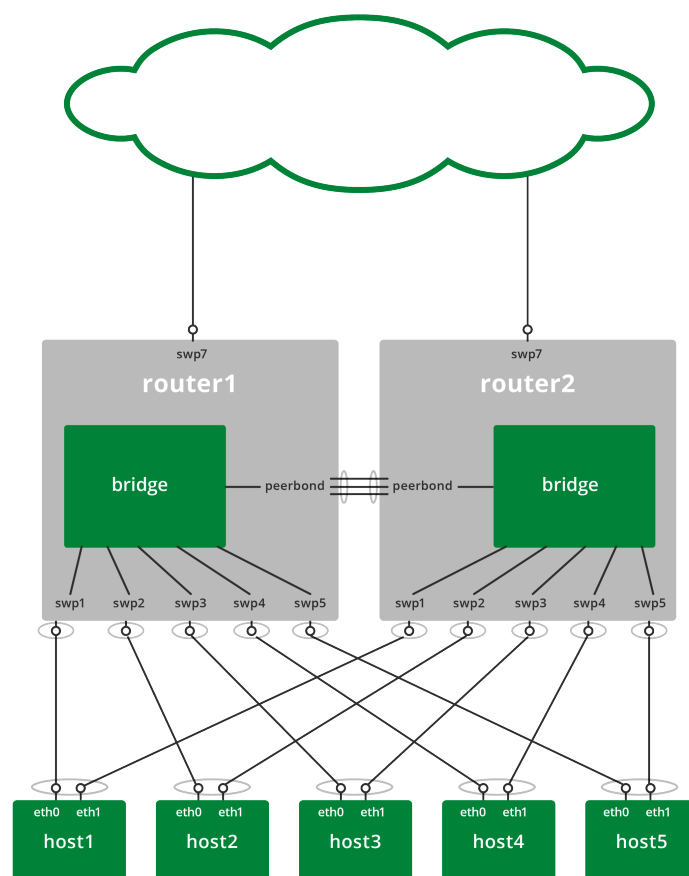 swp7
swp7
router1
router2
bridge
peerbond
peerbond
bridge
swp1 swp2 swp3 swp4 swp5
swp1 swp2 swp3 swp4 swp5
eth0 eth1
host1
eth0 eth1
host2
eth0 eth1
host3
eth0 eth1
host4
eth0 eth1
host5